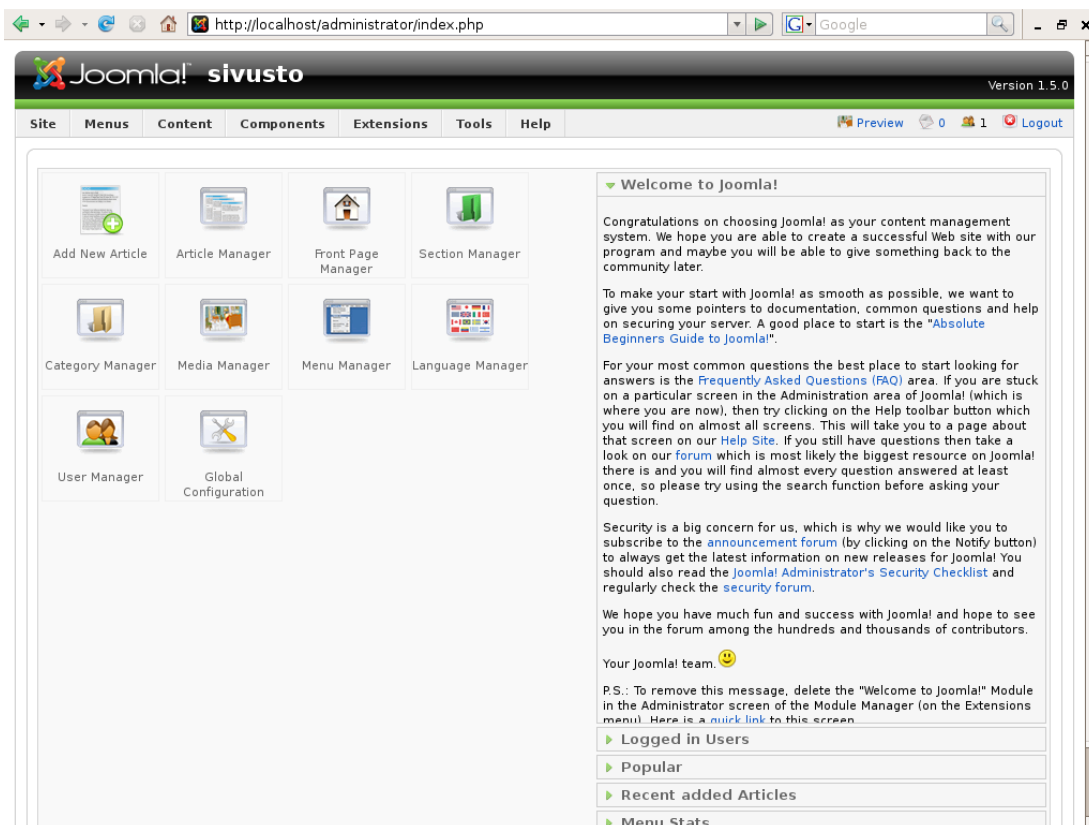 http://localhost/administrator/index.php
G
Google
Joomla! sivusto
Version 1.5.0
Site Menus Content Components Extensions Tools Help
Preview 0 1 Logout
Add New Article
Article Manager
Front Page
Manager
Section Manager
Category Manager
Media Manager
Menu Manager
Language Manager
User Manager
Global
Configuration
Welcome to Joomla!
Congratulations on choosing Joomla! as your content management
system. We hope you are able to create a successful Web site with our
program and maybe you will be able to give something back to the
community later.
To make your start with Joomla! as smooth as possible, we want to
give you some pointers to documentation, common questions and help
on securing your server. A good place to start is the "Absolute
Beginners Guide to Joomla!".
For your most common questions the best place to start looking for
answers is the Frequently Asked Questions (FAQ) area. If you are stuck
on a particular screen in the Administration area of Joomla! (which is
where you are now), then try clicking on the Help toolbar button which
you will find on almost all screens. This will take you to a page about
that screen on our Help Site. If you still have questions then take a
look on our forum which is most likely the biggest resource on Joomla!
there is and you will find almost every question answered at least
once, so please try using the search function before asking your
question.
Security is a big concern for us, which is why we would like you to
subscribe to the announcement forum (by clicking on the Notify button)
to always get the latest information on new releases for Joomla! You
should also read the Joomla! Administrator's Security Checklist and
regularly check the security forum.
We hope you have much fun and success with Joomla! and hope to see
you in the forum among the hundreds and thousands of contributors.
Your Joomla! team.
P.S.: To remove this message, delete the "Welcome to Joomla!" Module
in the Administrator screen of the Module Manager (on the Extensions
menu). Here is a quick link to this screen.
Logged in Users
Popular
Recent added Articles
Menu Stats